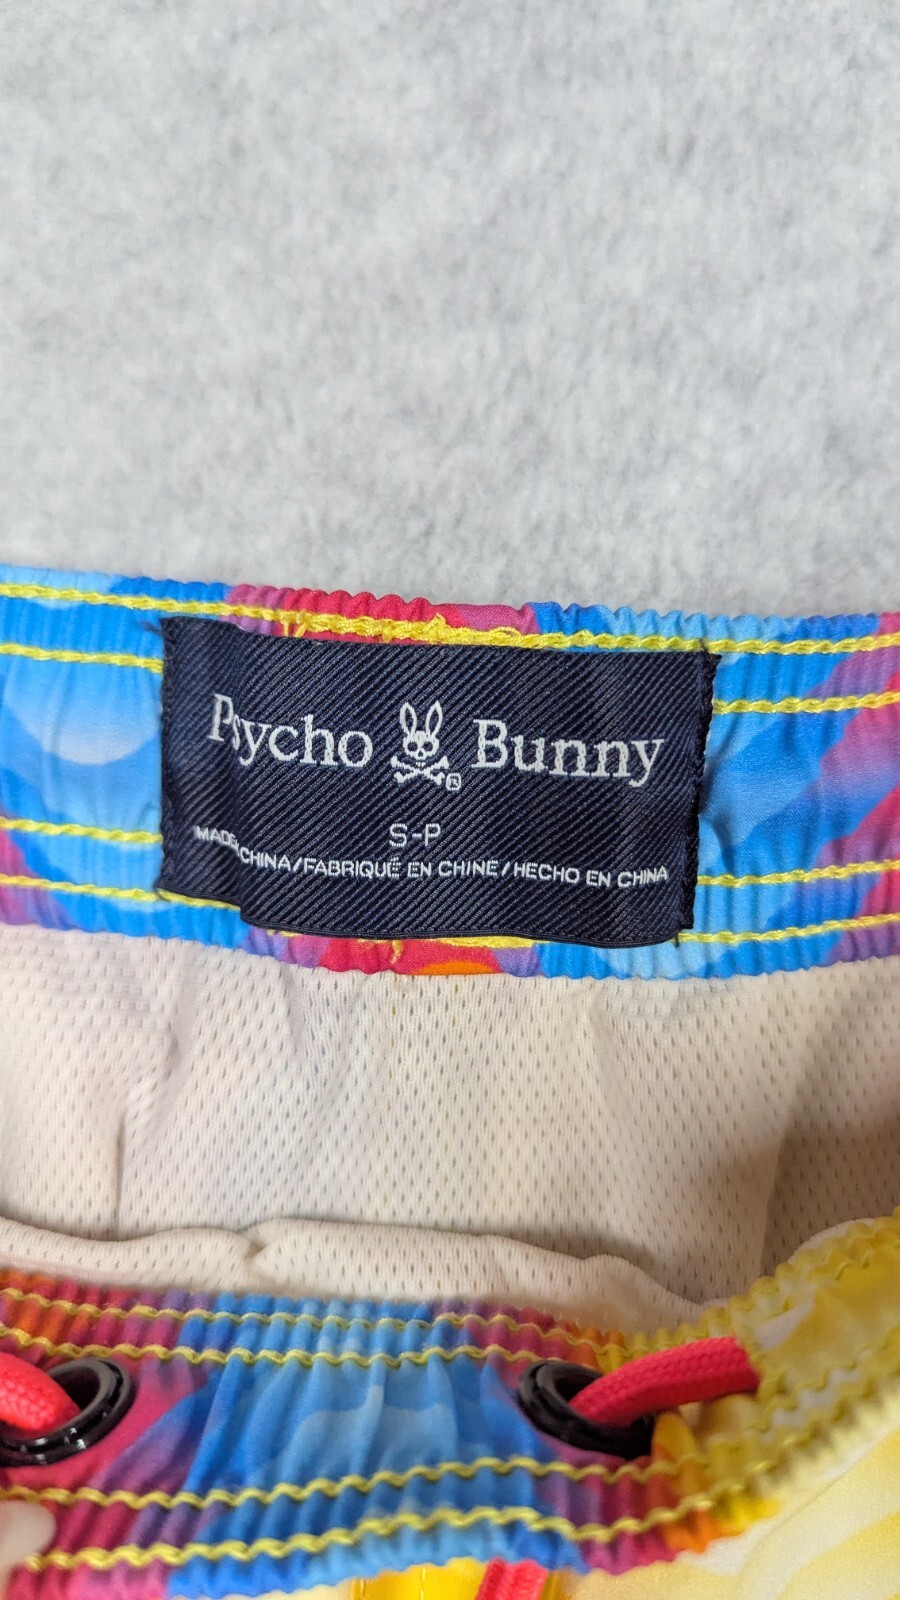 Psycho Bunny
S-P
MADE CHINA/FABRIQUÉ EN CHINE/HECHO EN CHINA